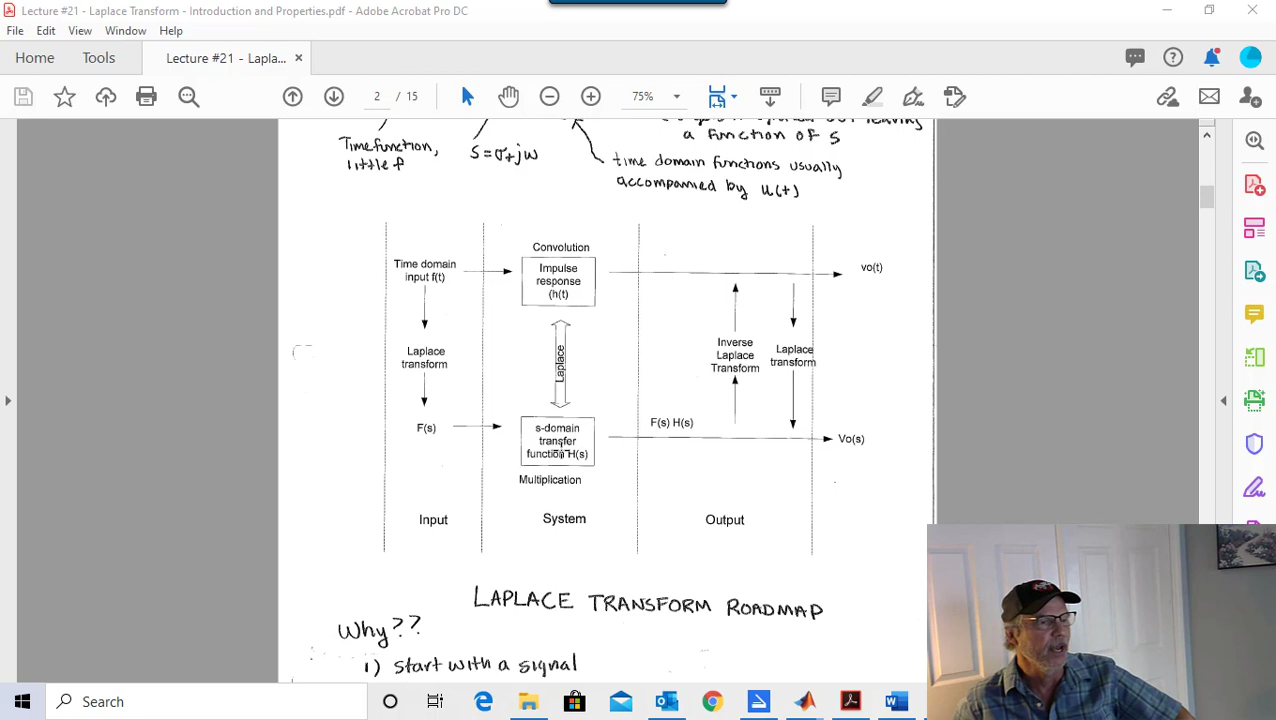 Lecture #21 - Laplace Transform - Introduction and Properties.pdf - Adobe Acrobat Pro DC
File Edit View Window Help
Home Tools Lecture #21 - Lapla... ×
2 / 15 75%
a function of s
Time function,
little f
s = σ+jω
time domain functions usually
accompanied by u(t)
Convolution
Time domain
input f(t)
Impulse
response
(h(t)
vo(t)
Laplace
transform
Laplace
Inverse
Laplace
Transform
Laplace
transform
F(s)
s-domain
transfer
function H(s)
F(s) H(s)
Vo(s)
Multiplication
Input System Output
LAPLACE TRANSFORM ROADMAP
Why??
1) start with a signal
Search